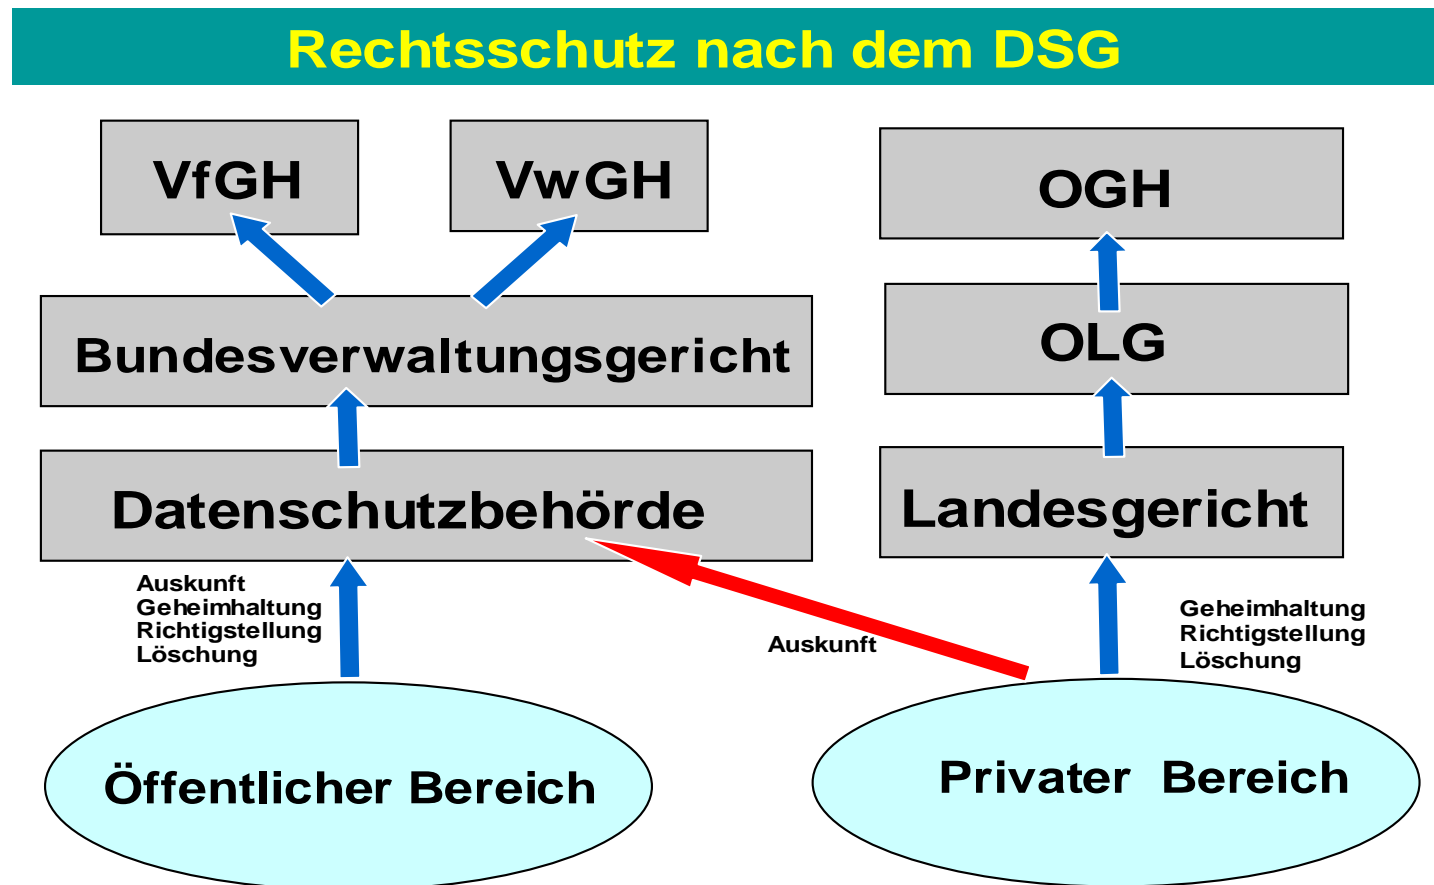 Rechtsschutz nach dem DSG
VfGH
VwGH
OGH
Bundesverwaltungsgericht
OLG
Datenschutzbehörde
Landesgericht
Auskunft
Geheimhaltung
Richtigstellung
Löschung
Auskunft
Geheimhaltung
Richtigstellung
Löschung
Öffentlicher Bereich
Privater Bereich